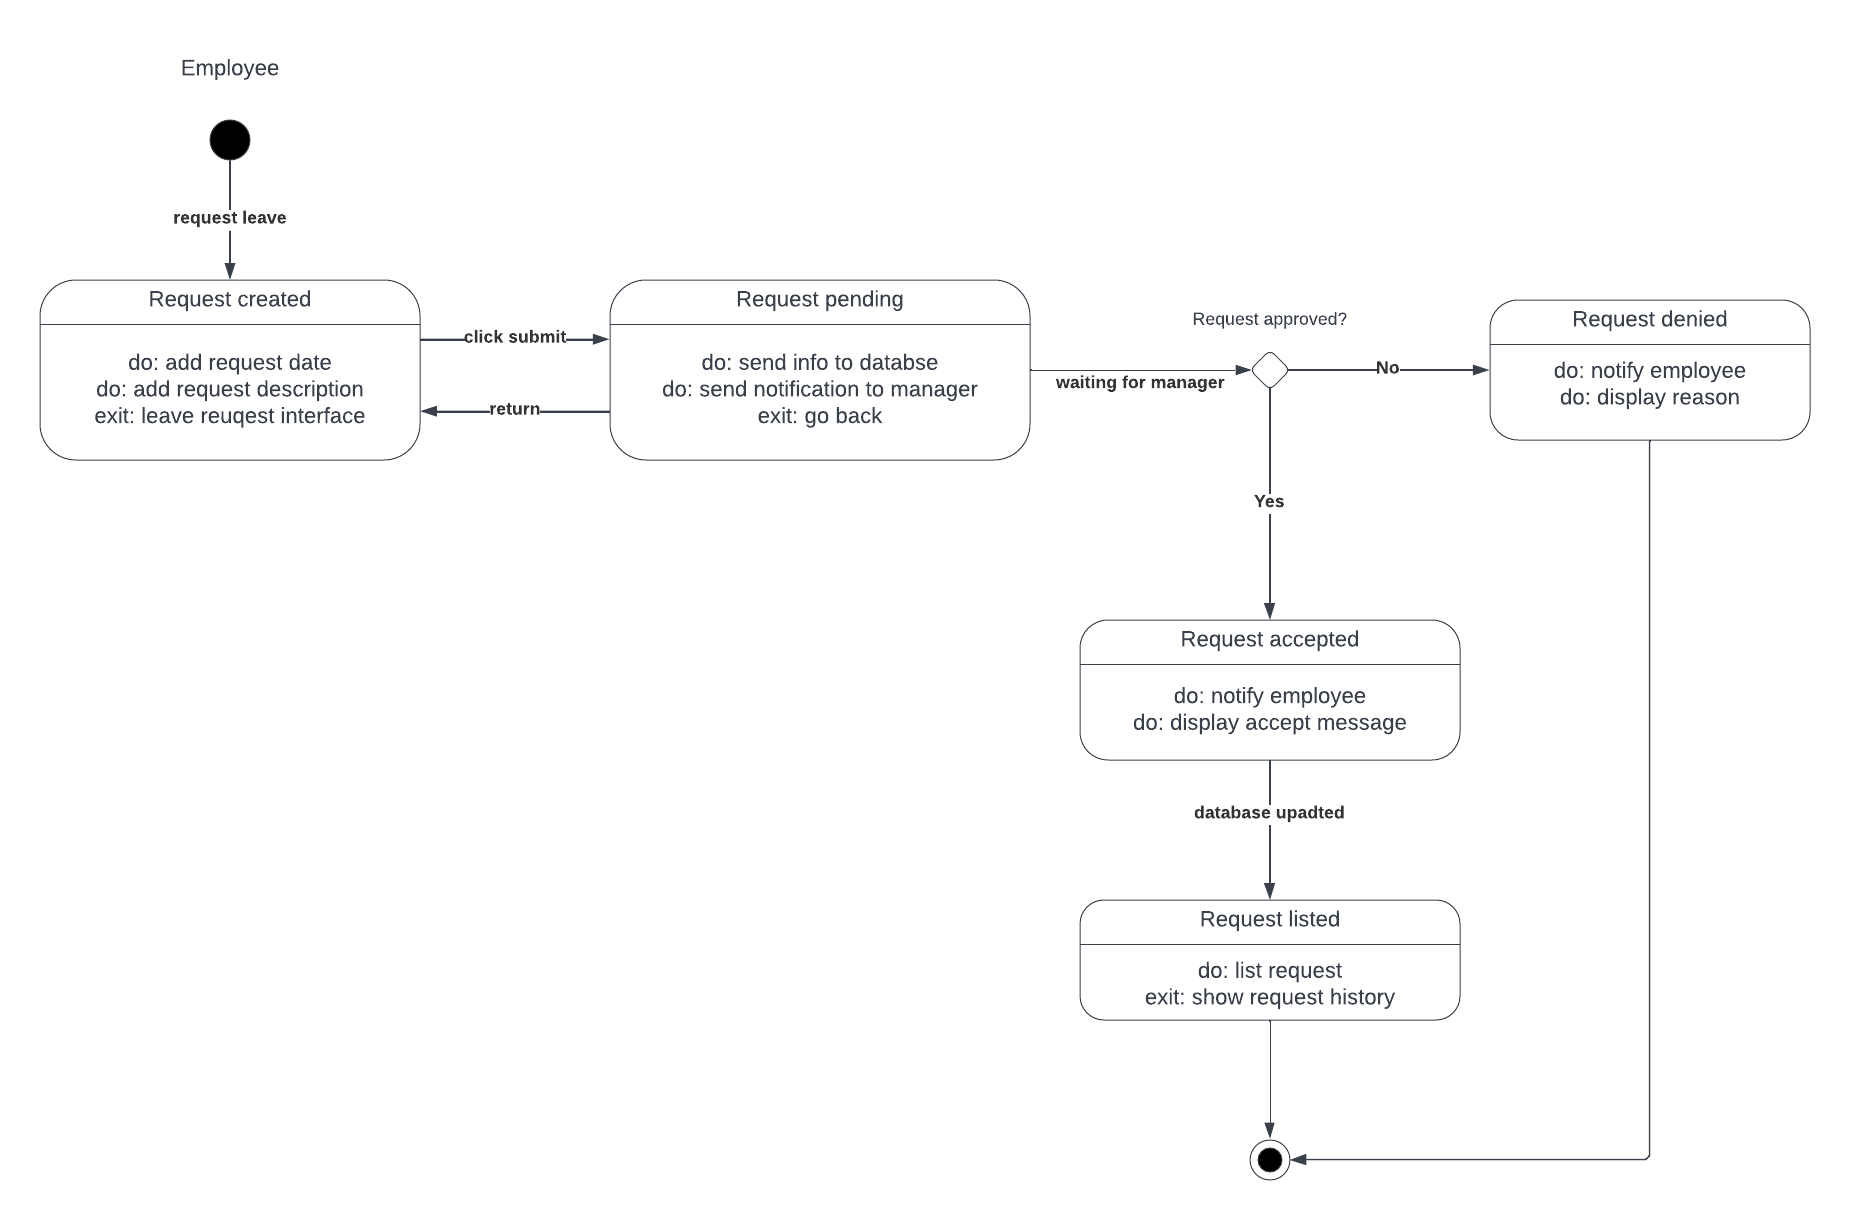 Employee
request leave
Request created
do: add request date
do: add request description
exit: leave reuqest interface
click submit
return
Request pending
do: send info to databse
do: send notification to manager
exit: go back
waiting for manager
Request approved?
No
Request denied
do: notify employee
do: display reason
Yes
Request accepted
do: notify employee
do: display accept message
database upadted
Request listed
do: list request
exit: show request history